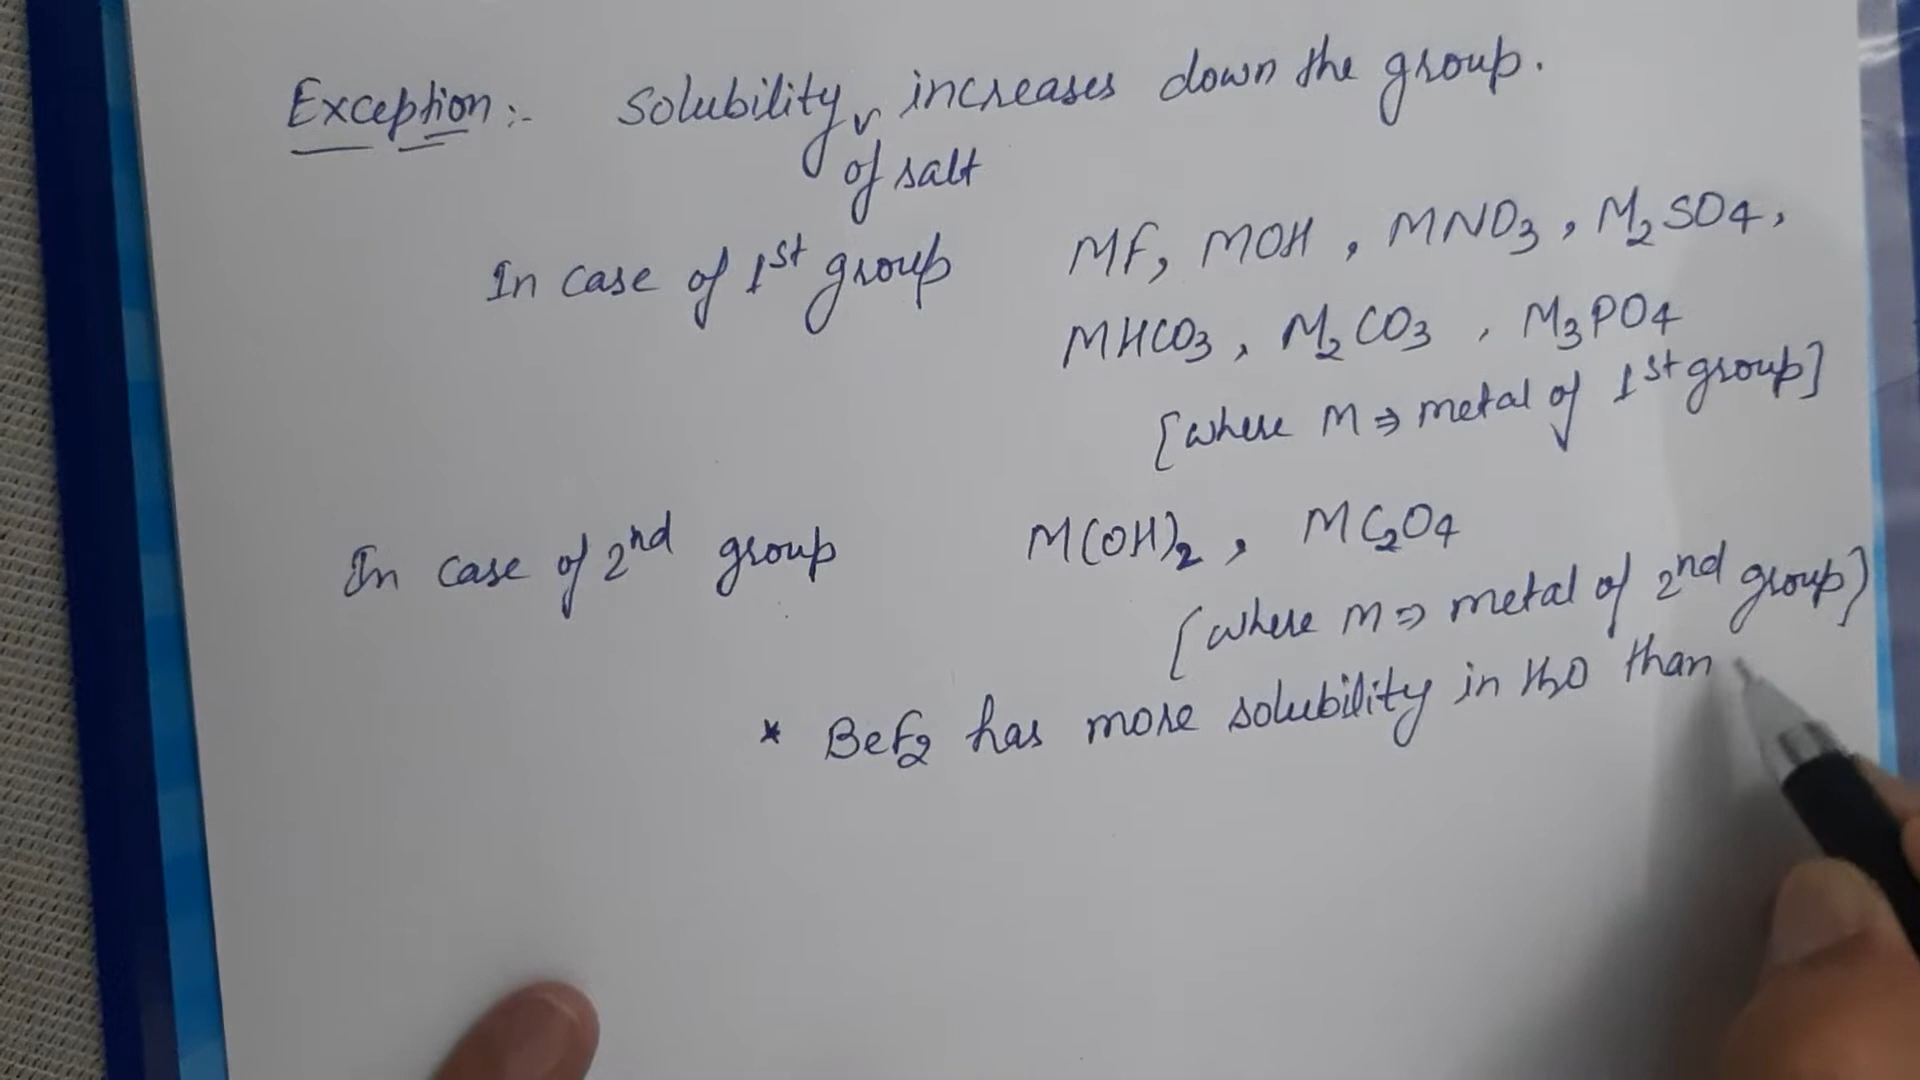 Exception :- Solubility, increases down the group.
of salt
In case of 1st group MF, MOH, MNO3, M2SO4,
MHCO3, M2CO3, M3PO4
[where M ⇒ metal of 1st group]
In case of 2nd group M(OH)2, MC2O4
[where M ⇒ metal of 2nd group]
* BeF2 has more solubility in H2O than